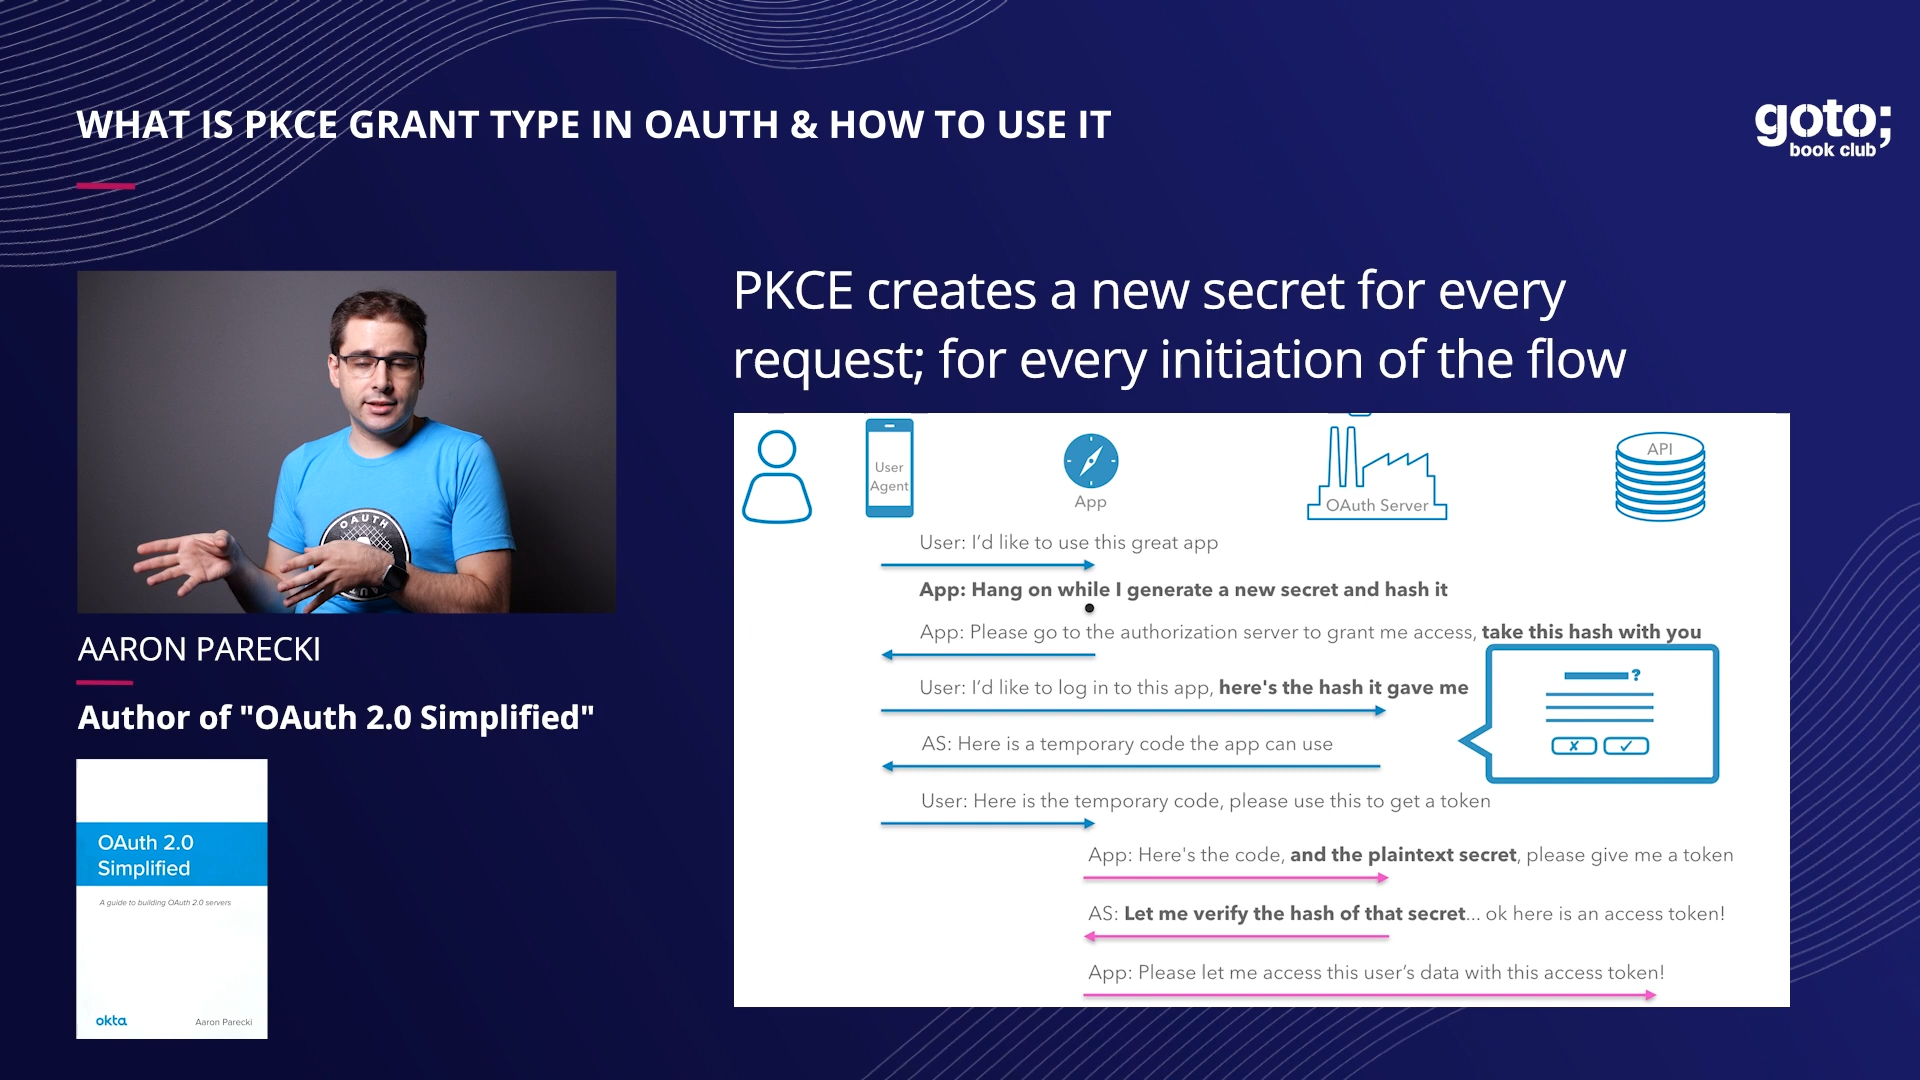 WHAT IS PKCE GRANT TYPE IN OAUTH & HOW TO USE IT
goto;
book club
PKCE creates a new secret for every
request; for every initiation of the flow
OAUTH
AARON PARECKI
Author of "OAuth 2.0 Simplified"
OAuth 2.0
Simplified
A guide to building OAuth 2.0 servers
okta
Aaron Parecki
User
Agent
App
OAuth Server
API
User: I’d like to use this great app
App: Hang on while I generate a new secret and hash it
App: Please go to the authorization server to grant me access, take this hash with you
User: I’d like to log in to this app, here's the hash it gave me
?
✗ ✓
AS: Here is a temporary code the app can use
User: Here is the temporary code, please use this to get a token
App: Here's the code, and the plaintext secret, please give me a token
AS: Let me verify the hash of that secret... ok here is an access token!
App: Please let me access this user’s data with this access token!